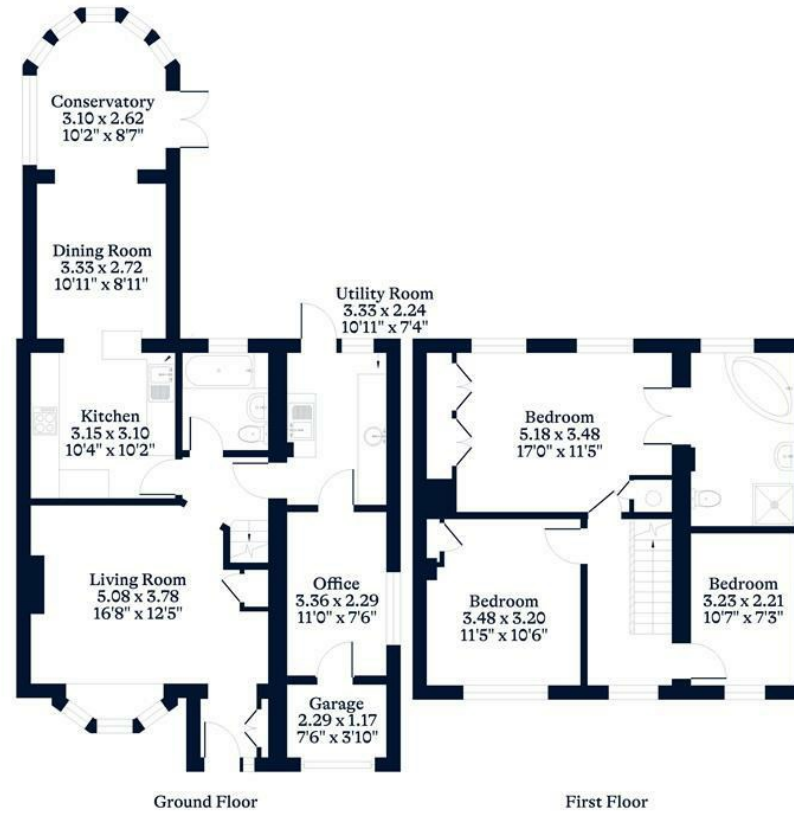 Conservatory
3.10 x 2.62
10'2" x 8'7"
Dining Room
3.33 x 2.72
10'11" x 8'11"
Utility Room
3.33 x 2.24
10'11" x 7'4"
Kitchen
3.15 x 3.10
10'4" x 10'2"
Bedroom
5.18 x 3.48
17'0" x 11'5"
Living Room
5.08 x 3.78
16'8" x 12'5"
Office
3.36 x 2.29
11'0" x 7'6"
Bedroom
3.48 x 3.20
11'5" x 10'6"
Bedroom
3.23 x 2.21
10'7" x 7'3"
Garage
2.29 x 1.17
7'6" x 3'10"
Ground Floor
First Floor